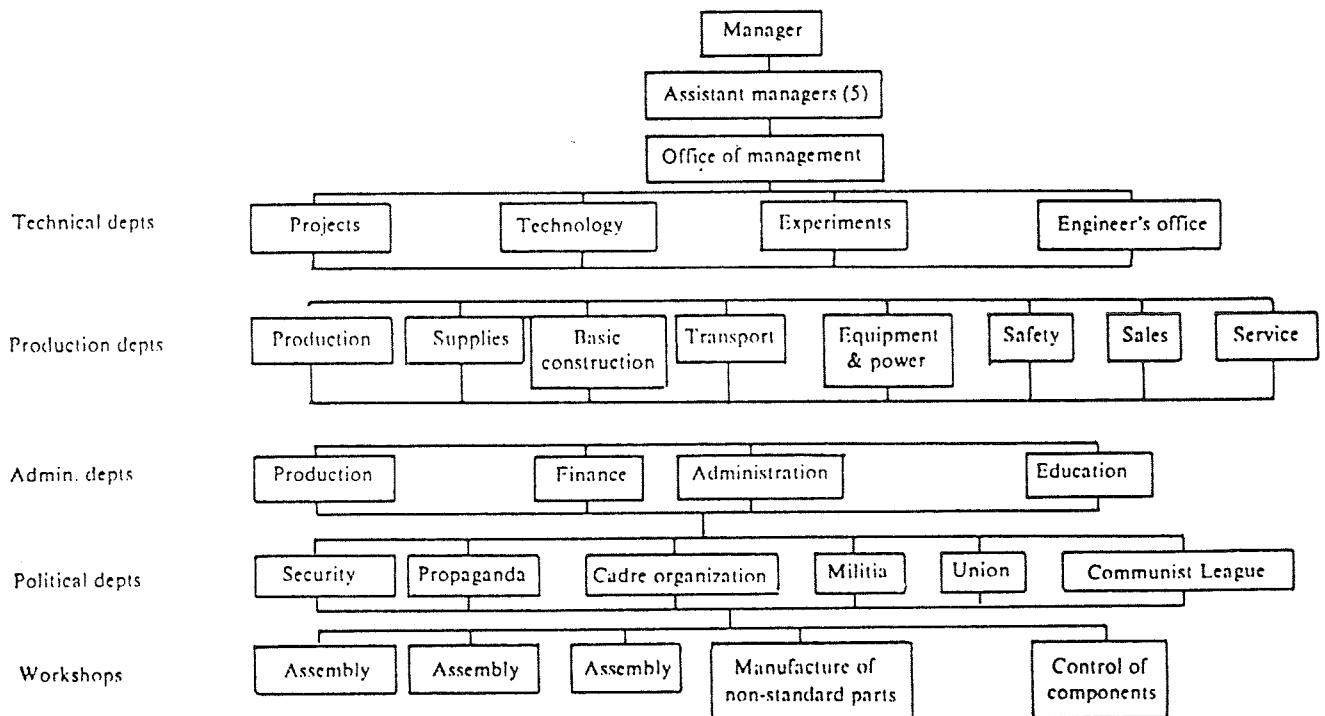 Manager
Assistant managers (5)
Office of management
Technical depts
Projects
Technology
Experiments
Engineer's office
Production depts
Production
Supplies
Basic
construction
Transport
Equipment
& power
Safety
Sales
Service
Admin. depts
Production
Finance
Administration
Education
Political depts
Security
Propaganda
Cadre organization
Militia
Union
Communist League
Workshops
Assembly
Assembly
Assembly
Manufacture of
non-standard parts
Control of
components